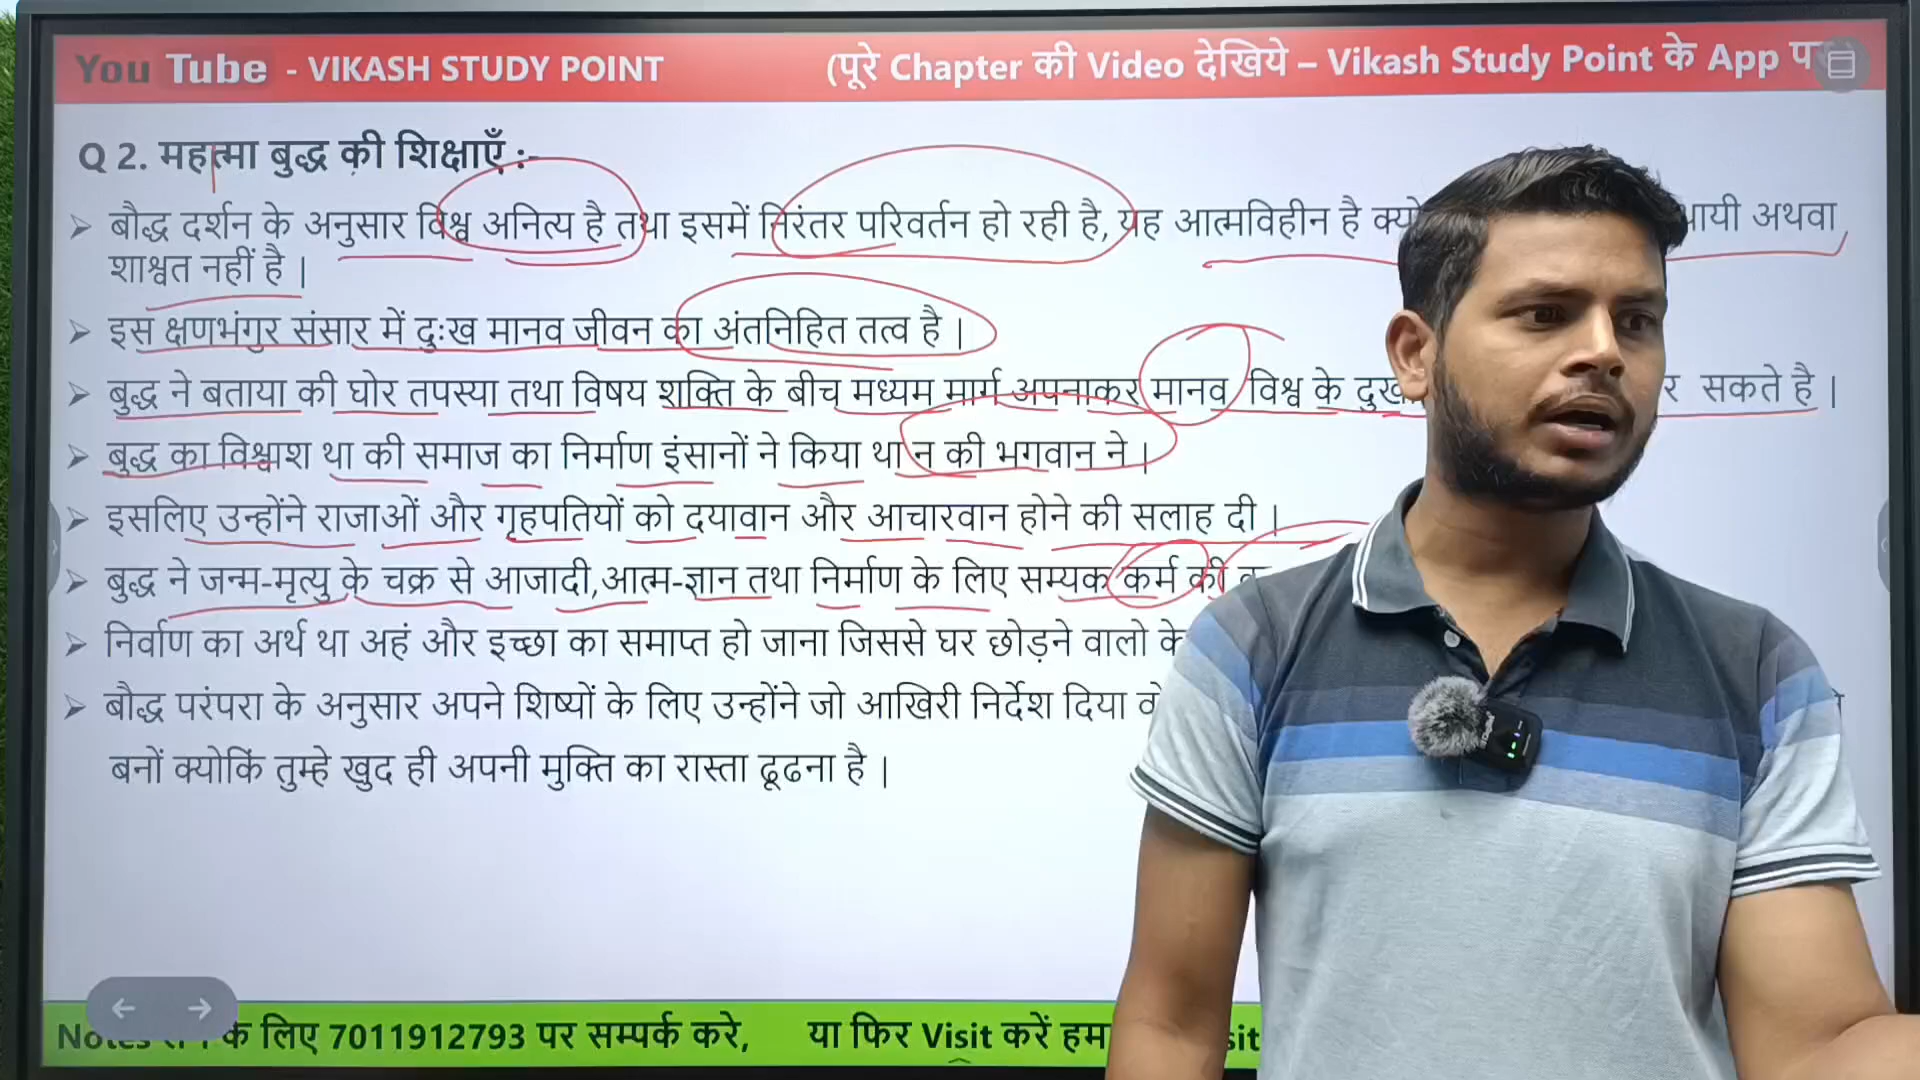 You Tube - VIKASH STUDY POINT (पूरे Chapter की Video देखिये – Vikash Study Point के App
Q 2. महात्मा बुद्ध की शिक्षाएँ :-
➢ बौद्ध दर्शन के अनुसार विश्व अनित्य है तथा इसमें निरंतर परिवर्तन हो रही है, यह आत्मविहीन है अथवा
शाश्वत नहीं है |
➢ इस क्षणभंगुर संसार में दुःख मानव जीवन का अंतनिहित तत्व है |
➢ बुद्ध ने बताया की घोर तपस्या तथा विषय शक्ति के बीच मध्यम मार्ग अपनाकर मानव विश्व के सकते है |
➢ बुद्ध का विश्वाश था की समाज का निर्माण इंसानों ने किया था न की भगवान ने |
➢ इसलिए उन्होंने राजाओं और गृहपतियों को दयावान और आचारवान होने की सलाह दी |
➢ बुद्ध ने जन्म-मृत्यु के चक्र से आजादी,आत्म-ज्ञान तथा निर्माण के लिए सम्यक कर्म की
➢ निर्वाण का अर्थ था अहं और इच्छा का समाप्त हो जाना जिससे घर छोड़ने वालो के
➢ बौद्ध परंपरा के अनुसार अपने शिष्यों के लिए उन्होंने जो आखिरी निर्देश दिया
बनों क्योकिं तुम्हे खुद ही अपनी मुक्ति का रास्ता ढूढना है |
के लिए 7011912793 पर सम्पर्क करे, या फिर Visit करें